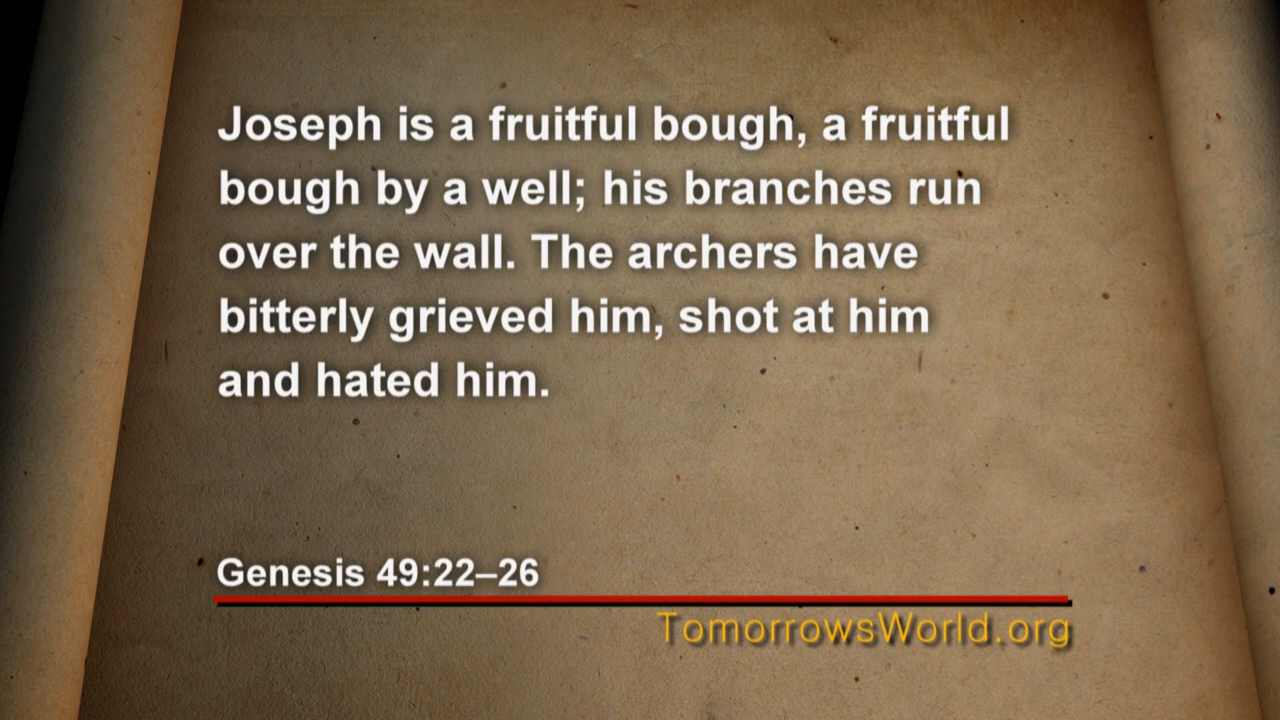 Joseph is a fruitful bough, a fruitful
bough by a well; his branches run
over the wall. The archers have
bitterly grieved him, shot at him
and hated him.
Genesis 49:22–26
TomorrowsWorld.org